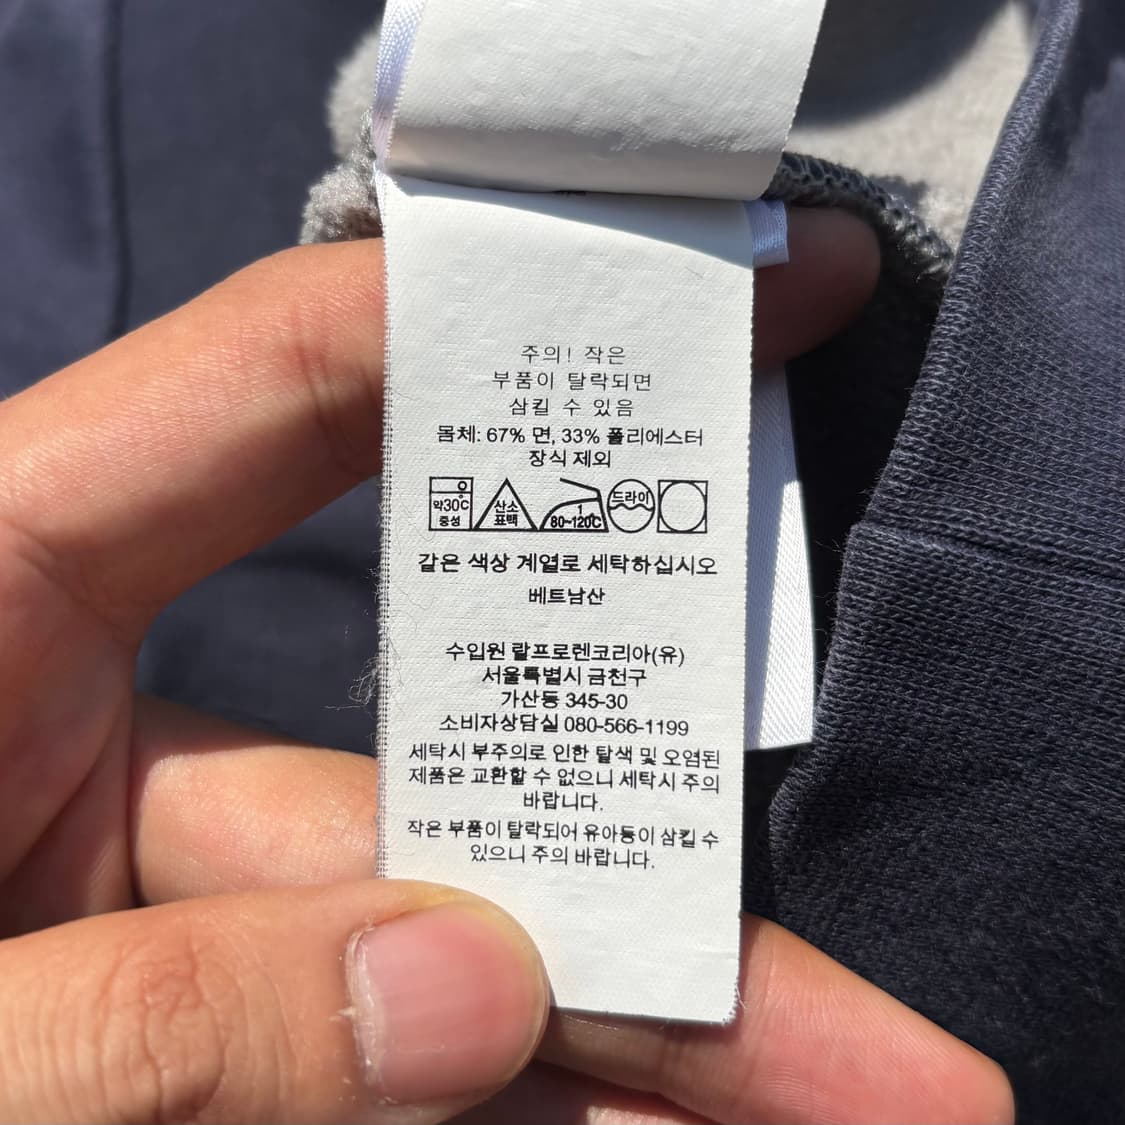 주의! 작은
부품이 탈락되면
삼킬 수 있음
몸체: 67% 면, 33% 폴리에스터
장식 제외
약30℃
중성
산소
표백
1
80~120℃
드라이
같은 색상 계열로 세탁하십시오
베트남산
수입원 랄프로렌코리아(유)
서울특별시 금천구
가산동 345-30
소비자상담실 080-566-1199
세탁시 부주의로 인한 탈색 및 오염된
제품은 교환할 수 없으니 세탁시 주의
바랍니다.
작은 부품이 탈락되어 유아등이 삼킬 수
있으니 주의 바랍니다.